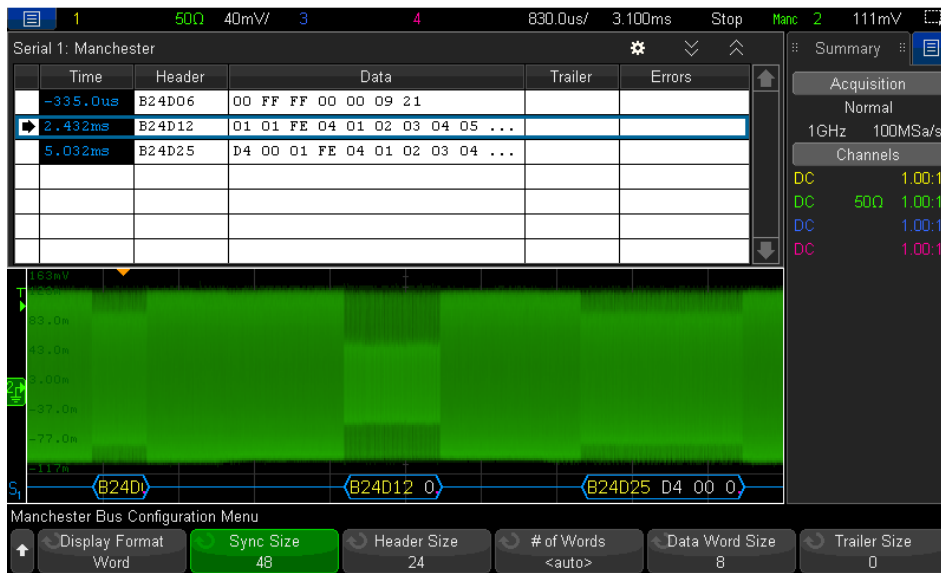 1 50Ω 40mV/ 3 4 830.0us/ 3.100ms Stop Manc 2 111mV
Serial 1: Manchester
Time Header Data Trailer Errors
-335.0us B24D06 00 FF FF 00 00 09 21
2.432ms B24D12 01 01 FE 04 01 02 03 04 05 ...
5.032ms B24D25 D4 00 01 FE 04 01 02 03 04 ...
Summary
Acquisition
Normal
1GHz 100MSa/s
Channels
DC 1.00:1
DC 50Ω 1.00:1
DC 1.00:1
DC 1.00:1
163mV
T
83.0m
43.0m
3.00m
2
-37.0m
-77.0m
-117m
S1 B24D B24D12 0 B24D25 D4 00 0
Manchester Bus Configuration Menu
Display Format Sync Size Header Size # of Words Data Word Size Trailer Size
Word 48 24 <auto> 8 0